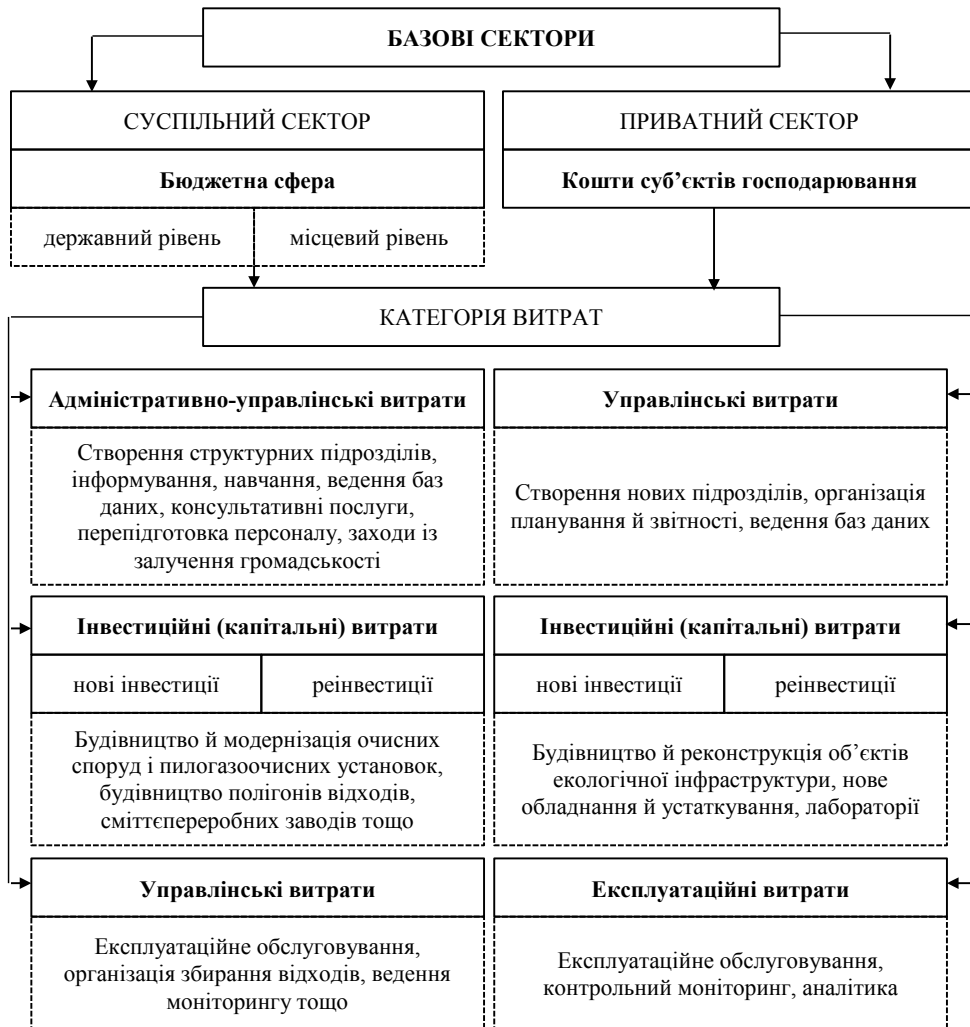 БАЗОВІ СЕКТОРИ
СУСПІЛЬНИЙ СЕКТОР
Бюджетна сфера
державний рівень
місцевий рівень
ПРИВАТНИЙ СЕКТОР
Кошти суб’єктів господарювання
КАТЕГОРІЯ ВИТРАТ
Адміністративно-управлінські витрати
Створення структурних підрозділів,
інформування, навчання, ведення баз
даних, консультативні послуги,
перепідготовка персоналу, заходи із
залучення громадськості
Управлінські витрати
Створення нових підрозділів, організація
планування й звітності, ведення баз даних
Інвестиційні (капітальні) витрати
нові інвестиції
реінвестиції
Будівництво й модернізація очисних
споруд і пилогазоочисних установок,
будівництво полігонів відходів,
сміттєпереробних заводів тощо
Інвестиційні (капітальні) витрати
нові інвестиції
реінвестиції
Будівництво й реконструкція об’єктів
екологічної інфраструктури, нове
обладнання й устаткування, лабораторії
Управлінські витрати
Експлуатаційне обслуговування,
організація збирання відходів, ведення
моніторингу тощо
Експлуатаційні витрати
Експлуатаційне обслуговування,
контрольний моніторинг, аналітика